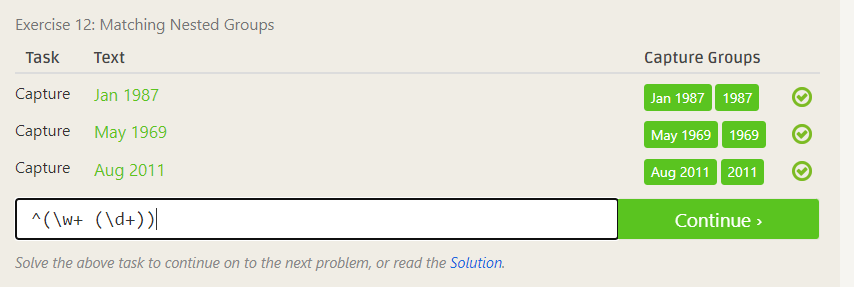 Exercise 12: Matching Nested Groups
Task Text Capture Groups
Capture Jan 1987 Jan 1987 1987
Capture May 1969 May 1969 1969
Capture Aug 2011 Aug 2011 2011
^(\w+ (\d+)) Continue ›
Solve the above task to continue on to the next problem, or read the Solution.